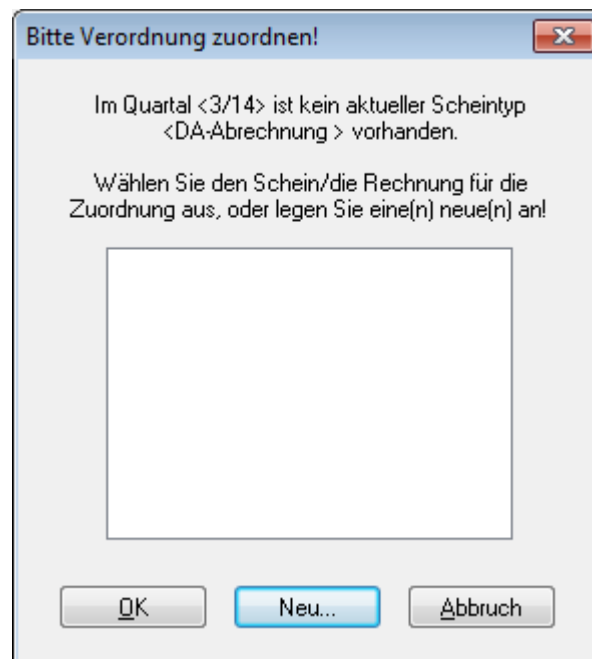 Bitte Verordnung zuordnen!
Im Quartal <3/14> ist kein aktueller Scheintyp
<DA-Abrechnung > vorhanden.
Wählen Sie den Schein/die Rechnung für die
Zuordnung aus, oder legen Sie eine(n) neue(n) an!
OK
Neu...
Abbruch